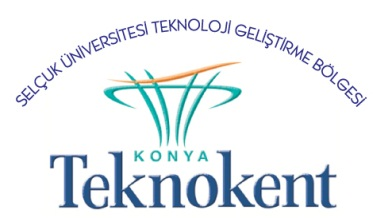 SELÇUK ÜNİVERSİTESİ TEKNOLOJİ GELİŞTİRME BÖLGESİ
KONYA
Teknokent